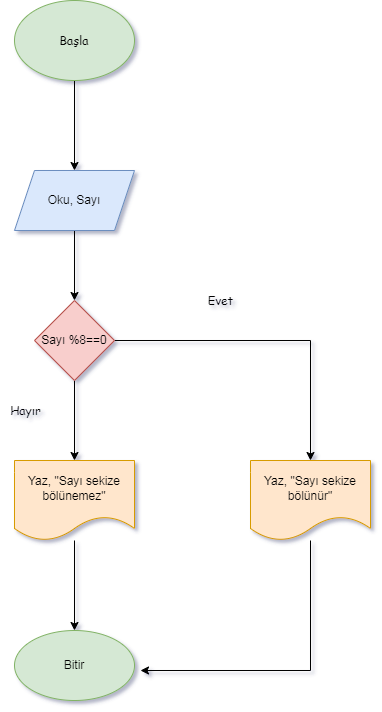 Başla
Oku, Sayı
Evet
Sayı %8==0
Hayır
Yaz, "Sayı sekize
bölünemez"
Yaz, "Sayı sekize
bölünür"
Bitir